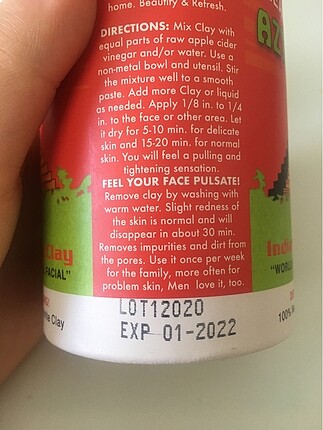 home. Beautify & Refresh.
DIRECTIONS: Mix Clay with
equal parts of raw apple cider
vinegar and/or water. Use a
non-metal bowl and utensil. Stir
the mixture well to a smooth
paste. Add more Clay or liquid
as needed. Apply 1/8 in. to 1/4
in. to the face or other area. Let
it dry for 5-10 min. for delicate
skin and 15-20 min. for normal
skin. You will feel a pulling and
tightening sensation.
FEEL YOUR FACE PULSATE!
Remove clay by washing with
warm water. Slight redness of
the skin is normal and will
disappear in about 30 min.
Removes impurities and dirt from
the pores. Use it once per week
for the family, more often for
problem skin, Men love it, too.
LOT12020
EXP 01-2022
Clay
FACIAL"
Clay
AZ
India
"WORL
100%